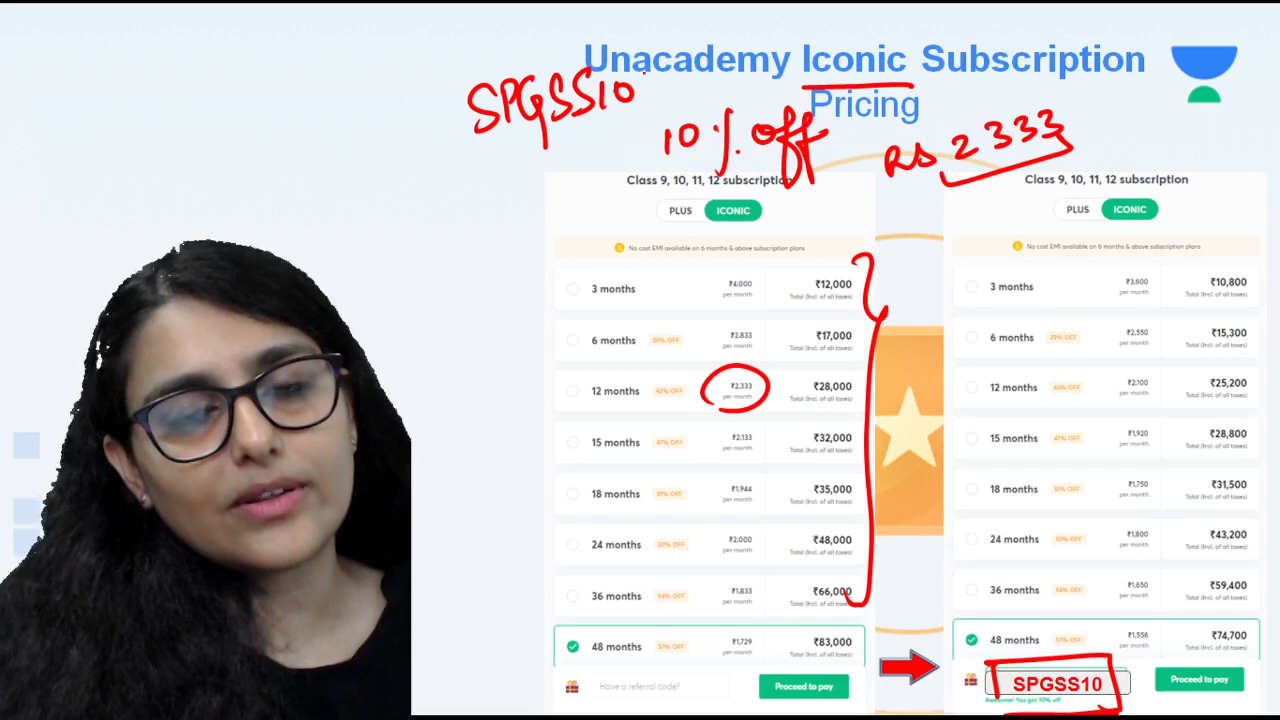 Unacademy Iconic Subscription
Pricing
SPGSS10
10% off
RS 2333
Class 9, 10, 11, 12 subscription
PLUS
ICONIC
No cost EMI available on 6 months & above subscription plans
3 months
₹4,000
per month
₹12,000
Total (Incl. of all taxes)
6 months
29% OFF
₹2,833
per month
₹17,000
Total (Incl. of all taxes)
12 months
42% OFF
₹2,333
per month
₹28,000
Total (Incl. of all taxes)
15 months
47% OFF
₹2,133
per month
₹32,000
Total (Incl. of all taxes)
18 months
51% OFF
₹1,944
per month
₹35,000
Total (Incl. of all taxes)
24 months
50% OFF
₹2,000
per month
₹48,000
Total (Incl. of all taxes)
36 months
54% OFF
₹1,833
per month
₹66,000
Total (Incl. of all taxes)
48 months
57% OFF
₹1,729
per month
₹83,000
Total (Incl. of all taxes)
Have a referral code?
Proceed to pay
Class 9, 10, 11, 12 subscription
PLUS
ICONIC
No cost EMI available on 6 months & above subscription plans
3 months
₹3,600
per month
₹10,800
Total (Incl. of all taxes)
6 months
29% OFF
₹2,550
per month
₹15,300
Total (Incl. of all taxes)
12 months
42% OFF
₹2,100
per month
₹25,200
Total (Incl. of all taxes)
15 months
47% OFF
₹1,920
per month
₹28,800
Total (Incl. of all taxes)
18 months
51% OFF
₹1,750
per month
₹31,500
Total (Incl. of all taxes)
24 months
50% OFF
₹1,800
per month
₹43,200
Total (Incl. of all taxes)
36 months
54% OFF
₹1,650
per month
₹59,400
Total (Incl. of all taxes)
48 months
57% OFF
₹1,556
per month
₹74,700
Total (Incl. of all taxes)
SPGSS10
Awesome! You got 10% off
Proceed to pay